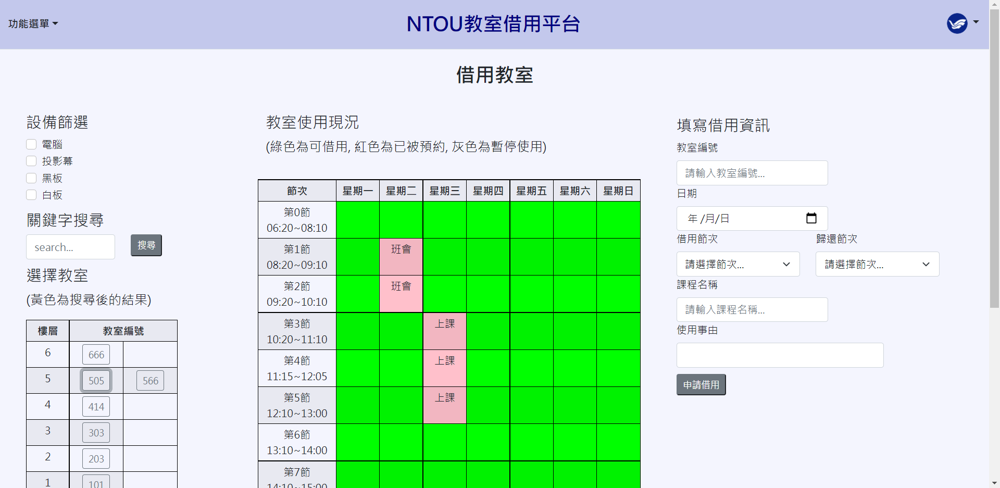 功能選單
NTOU教室借用平台
借用教室
設備篩選
電腦
投影幕
黑板
白板
關鍵字搜尋
search...
搜尋
選擇教室
(黃色為搜尋後的結果)
樓層 教室編號
6 666
5 505 566
4 414
3 303
2 203
1 101
教室使用現況
(綠色為可借用, 紅色為已被預約, 灰色為暫停使用)
節次 星期一 星期二 星期三 星期四 星期五 星期六 星期日
第0節
06:20~08:10
第1節 班會
08:20~09:10
第2節 班會
09:20~10:10
第3節 上課
10:20~11:10
第4節 上課
11:15~12:05
第5節 上課
12:10~13:00
第6節
13:10~14:00
第7節
14:10~15:00
填寫借用資訊
教室編號
請輸入教室編號...
日期
年 /月/日
借用節次 歸還節次
請選擇節次... 請選擇節次...
課程名稱
請輸入課程名稱...
使用事由
申請借用